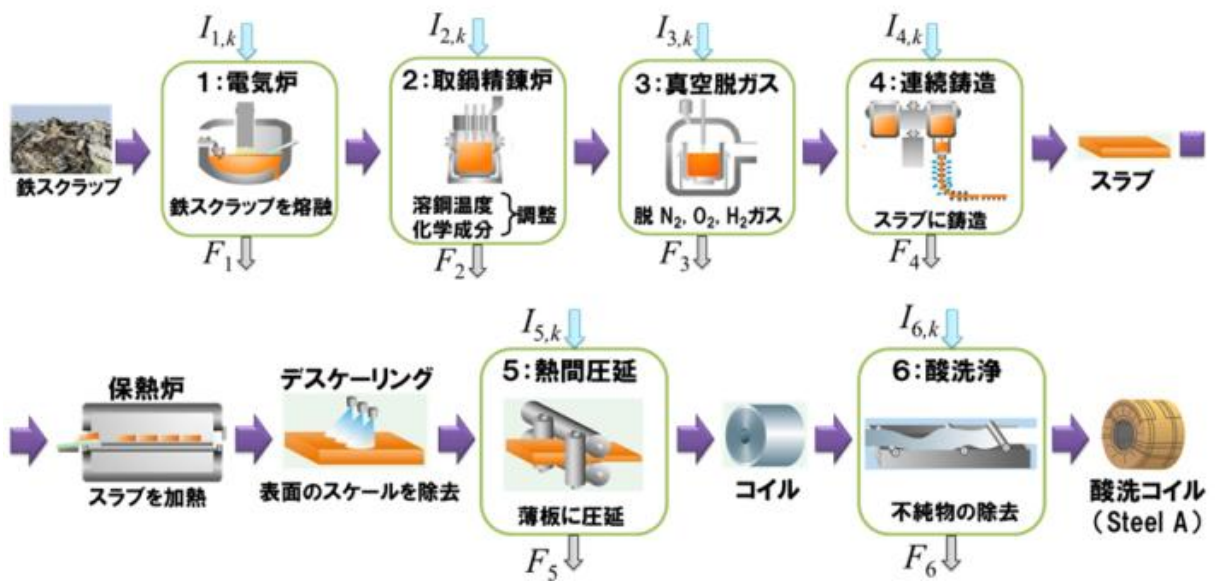 I1,k
I2,k
I3,k
I4,k
1:電気炉
2:取鍋精錬炉
3:真空脱ガス
4:連続鋳造
鉄スクラップ
鉄スクラップを熔融
溶鋼温度
化学成分
調整
脱 N₂, O₂, H₂ガス
スラブに鋳造
スラブ
F1
F2
F3
F4
I5,k
I6,k
保熱炉
デスケーリング
5:熱間圧延
6:酸洗浄
スラブを加熱
表面のスケールを除去
薄板に圧延
コイル
不純物の除去
酸洗コイル
(Steel A)
F5
F6